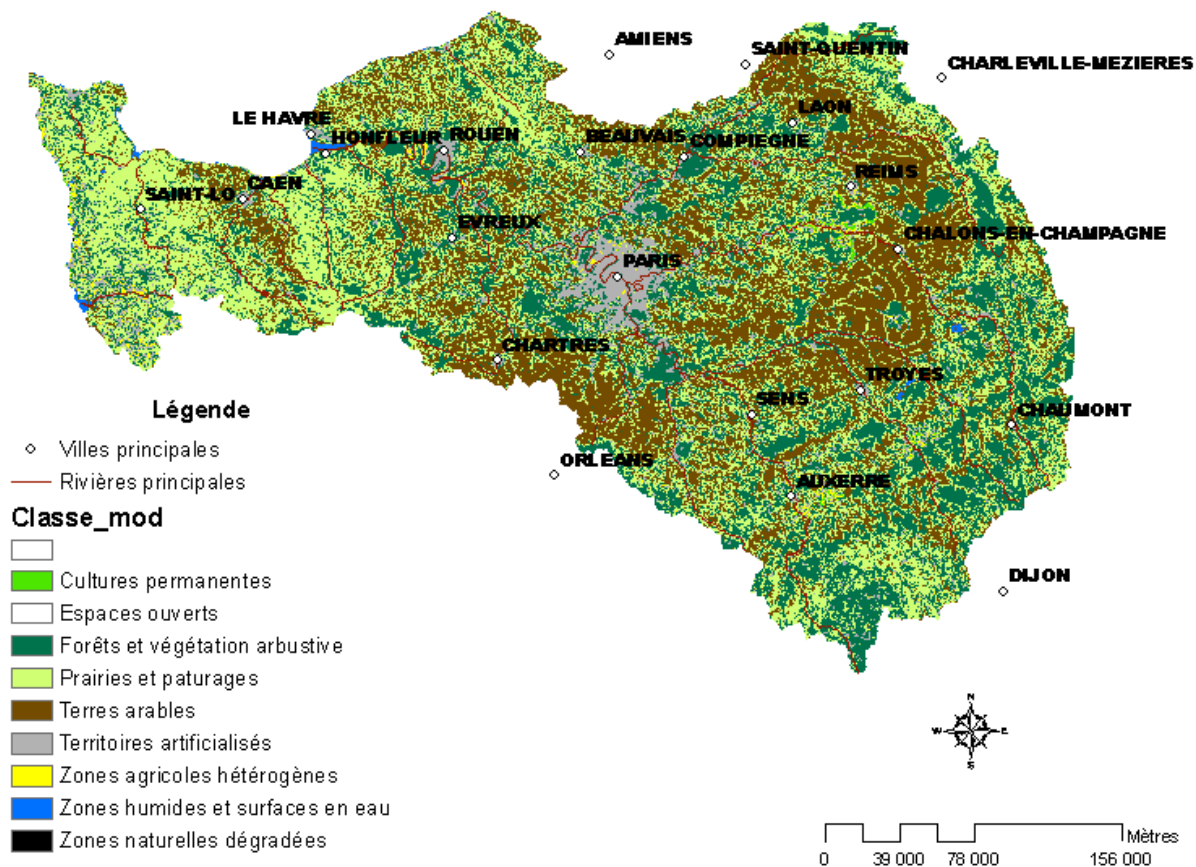 AMIENS
SAINT-QUENTIN
CHARLEVILLE-MEZIERES
LAON
LE HAVRE
HONFLEUR
ROUEN
BEAUVAIS
COMPIEGNE
REIMS
SAINT-LO
CAEN
EVREUX
CHALONS-EN-CHAMPAGNE
PARIS
CHARTRES
TROYES
SENS
CHAUMONT
ORLEANS
AUXERRE
DIJON
Légende
Villes principales
Rivières principales
Classe_mod
Cultures permanentes
Espaces ouverts
Forêts et végétation arbustive
Prairies et paturages
Terres arables
Territoires artificialisés
Zones agricoles hétérogènes
Zones humides et surfaces en eau
Zones naturelles dégradées
N
W E
S
Mètres
0 39 000 78 000 156 000